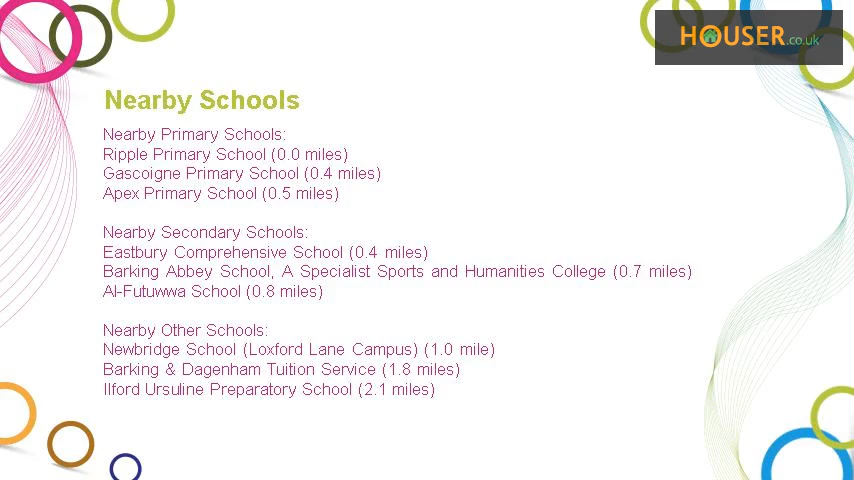 HOUSER.co.uk
Nearby Schools
Nearby Primary Schools:
Ripple Primary School (0.0 miles)
Gascoigne Primary School (0.4 miles)
Apex Primary School (0.5 miles)
Nearby Secondary Schools:
Eastbury Comprehensive School (0.4 miles)
Barking Abbey School, A Specialist Sports and Humanities College (0.7 miles)
Al-Futuwwa School (0.8 miles)
Nearby Other Schools:
Newbridge School (Loxford Lane Campus) (1.0 mile)
Barking & Dagenham Tuition Service (1.8 miles)
Ilford Ursuline Preparatory School (2.1 miles)